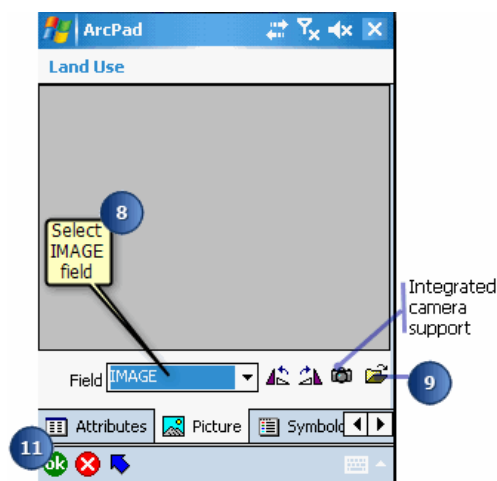 ArcPad
Land Use
8
Select
IMAGE
field
Integrated
camera
support
Field IMAGE
9
Attributes Picture Symbolo
11
ok